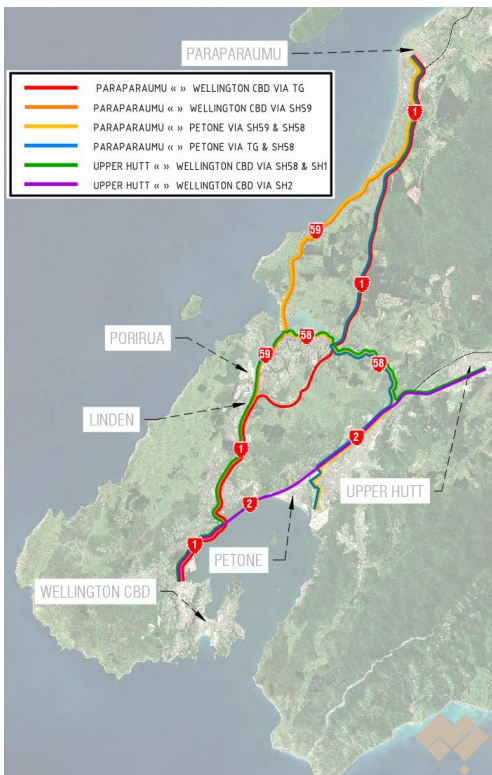 PARAPARAUMU
PARAPARAUMU « » WELLINGTON CBD VIA TG
PARAPARAUMU « » WELLINGTON CBD VIA SH59
PARAPARAUMU « » PETONE VIA SH59 & SH58
PARAPARAUMU « » PETONE VIA TG & SH58
UPPER HUTT « » WELLINGTON CBD VIA SH58 & SH1
UPPER HUTT « » WELLINGTON CBD VIA SH2
1
59
1
PORIRUA
58
59
58
LINDEN
2
1
UPPER HUTT
2
1
PETONE
WELLINGTON CBD